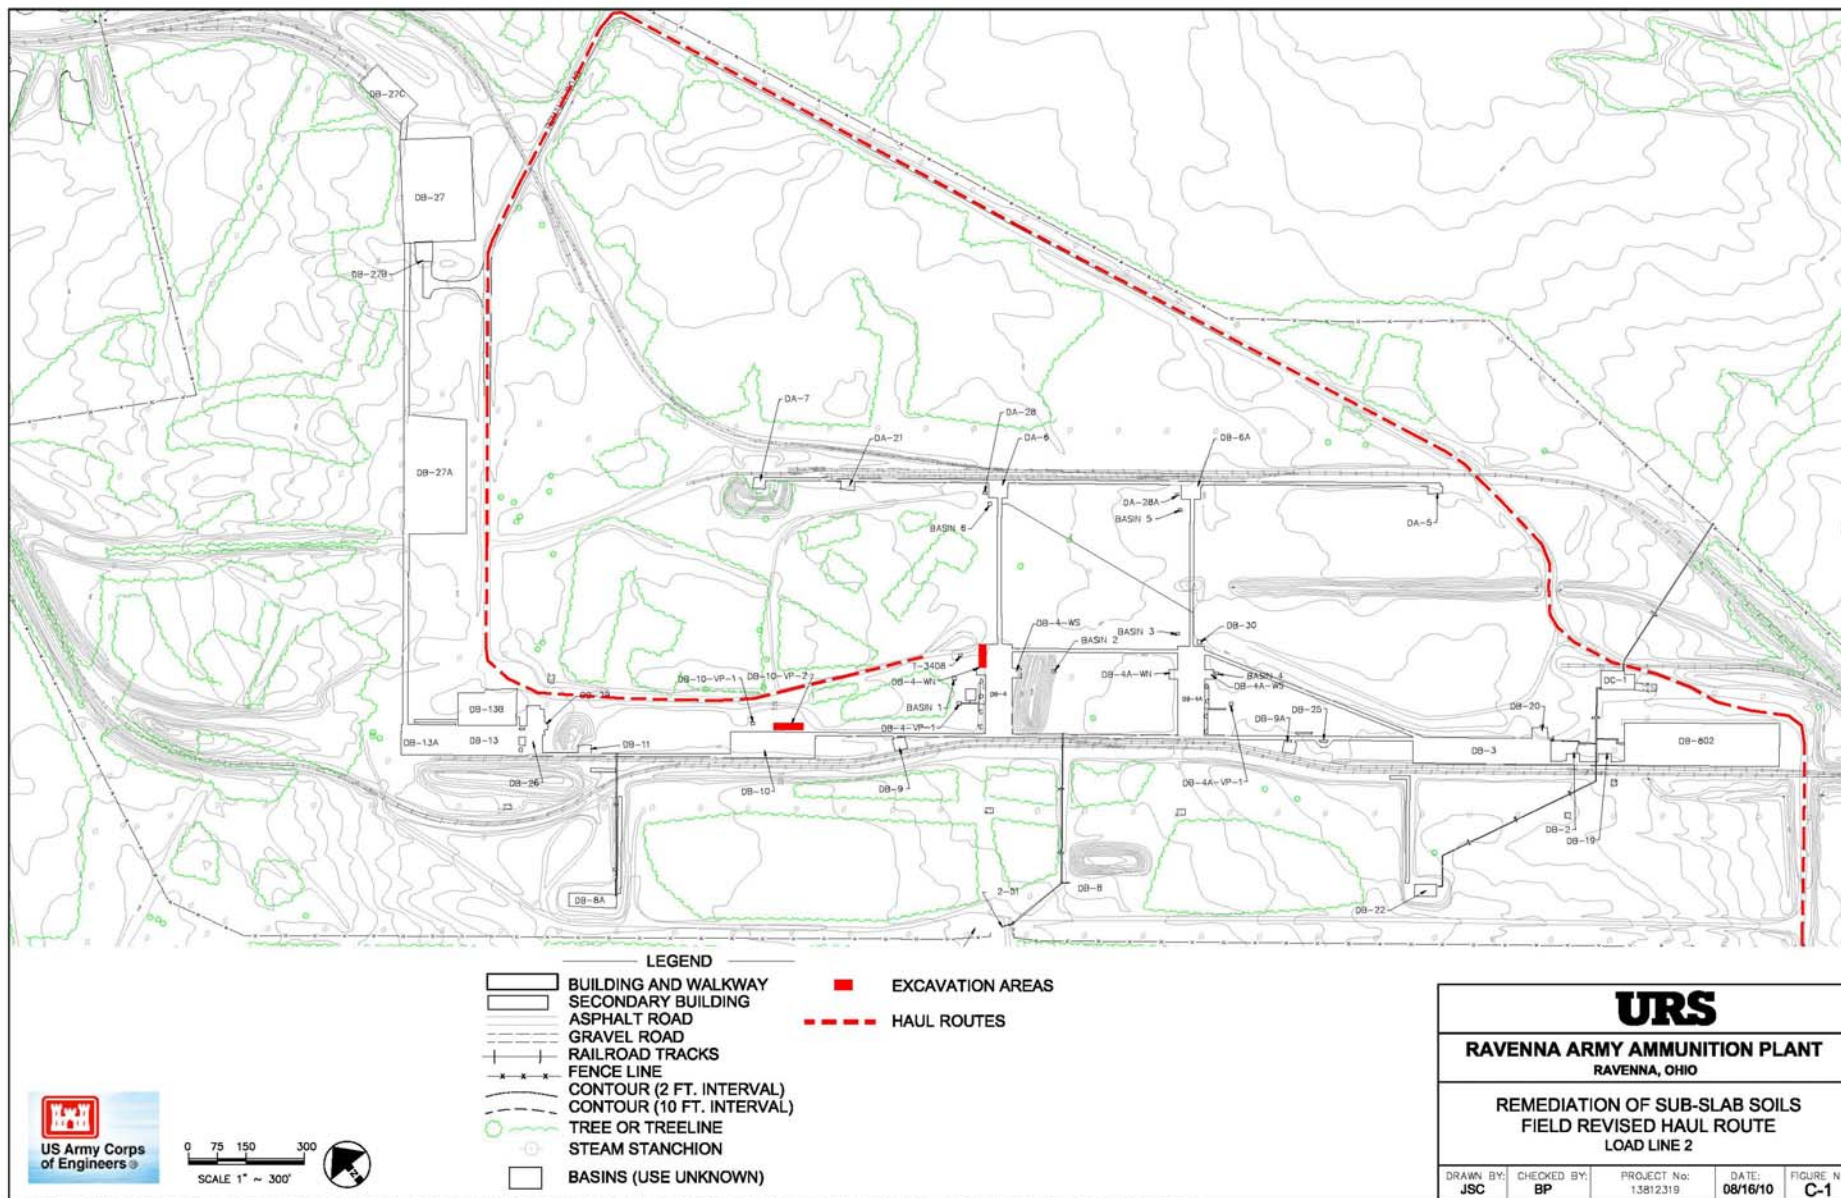 DB-27C
DB-27
DB-27B
DA-7
DA-28
DA-21
DA-6
DB-6A
DB-27A
DA-28A
BASIN 5
DA-5
BASIN 6
DB-4-WS
BASIN 3
DB-30
BASIN 2
T-3408
DB-10-VP-1
DB-10-VP-2
DB-4-WN
DB-4A-WN
BASIN 4
DB-4A-WS
DC-1
DB-13B
BASIN 1
DB-4
DB-4A
DB-25
DB-20
DB-4-VP-1
DB-9A
DB-13A
DB-13
DB-11
DB-3
DB-802
DB-26
DB-10
DB-9
DB-4A-VP-1
DB-2
DB-19
DB-8A
2-51
DB-8
DB-22
LEGEND
BUILDING AND WALKWAY
SECONDARY BUILDING
ASPHALT ROAD
GRAVEL ROAD
RAILROAD TRACKS
FENCE LINE
CONTOUR (2 FT. INTERVAL)
CONTOUR (10 FT. INTERVAL)
TREE OR TREELINE
STEAM STANCHION
BASINS (USE UNKNOWN)
EXCAVATION AREAS
HAUL ROUTES
US Army Corps
of Engineers®
0 75 150 300
SCALE 1" ~ 300'
N
URS
RAVENNA ARMY AMMUNITION PLANT
RAVENNA, OHIO
REMEDIATION OF SUB-SLAB SOILS
FIELD REVISED HAUL ROUTE
LOAD LINE 2
DRAWN BY: CHECKED BY: PROJECT No: DATE: FIGURE N
JSC BP 13812319 08/16/10 C-1